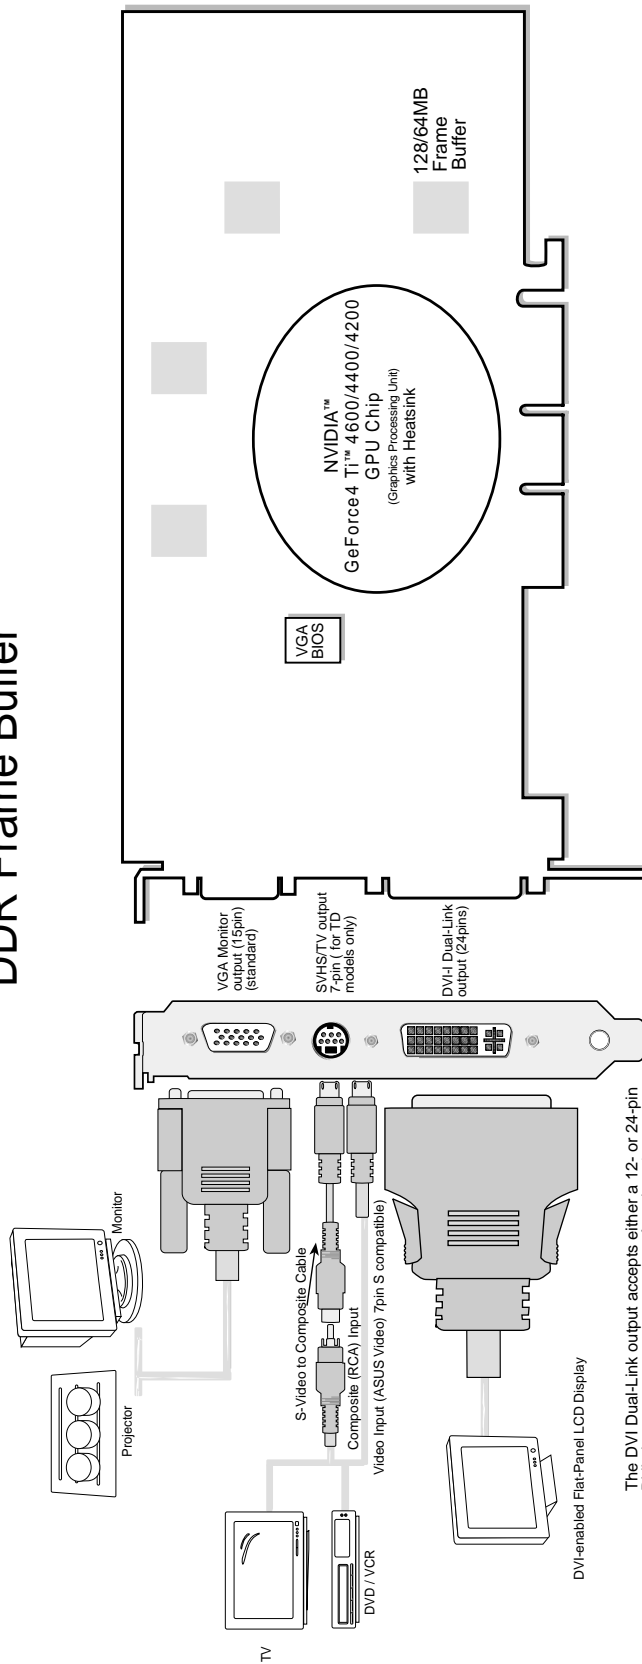 DDR Frame Buffer
128/64MB
Frame
Buffer
NVIDIA™
GeForce4 Ti™ 4600/4400/4200
GPU Chip
(Graphics Processing Unit)
with Heatsink
VGA
BIOS
VGA Monitor
output (15pin)
(standard)
SVHS/TV output
7-pin ( for TD
models only)
DVI-I Dual-Link
output (24pins)
Monitor
Projector
S-Video to Composite Cable
Composite (RCA) Input
Video Input (ASUS Video) 7pin S compatible)
TV
DVD / VCR
DVI-enabled Flat-Panel LCD Display
The DVI Dual-Link output accepts either a 12- or 24-pin